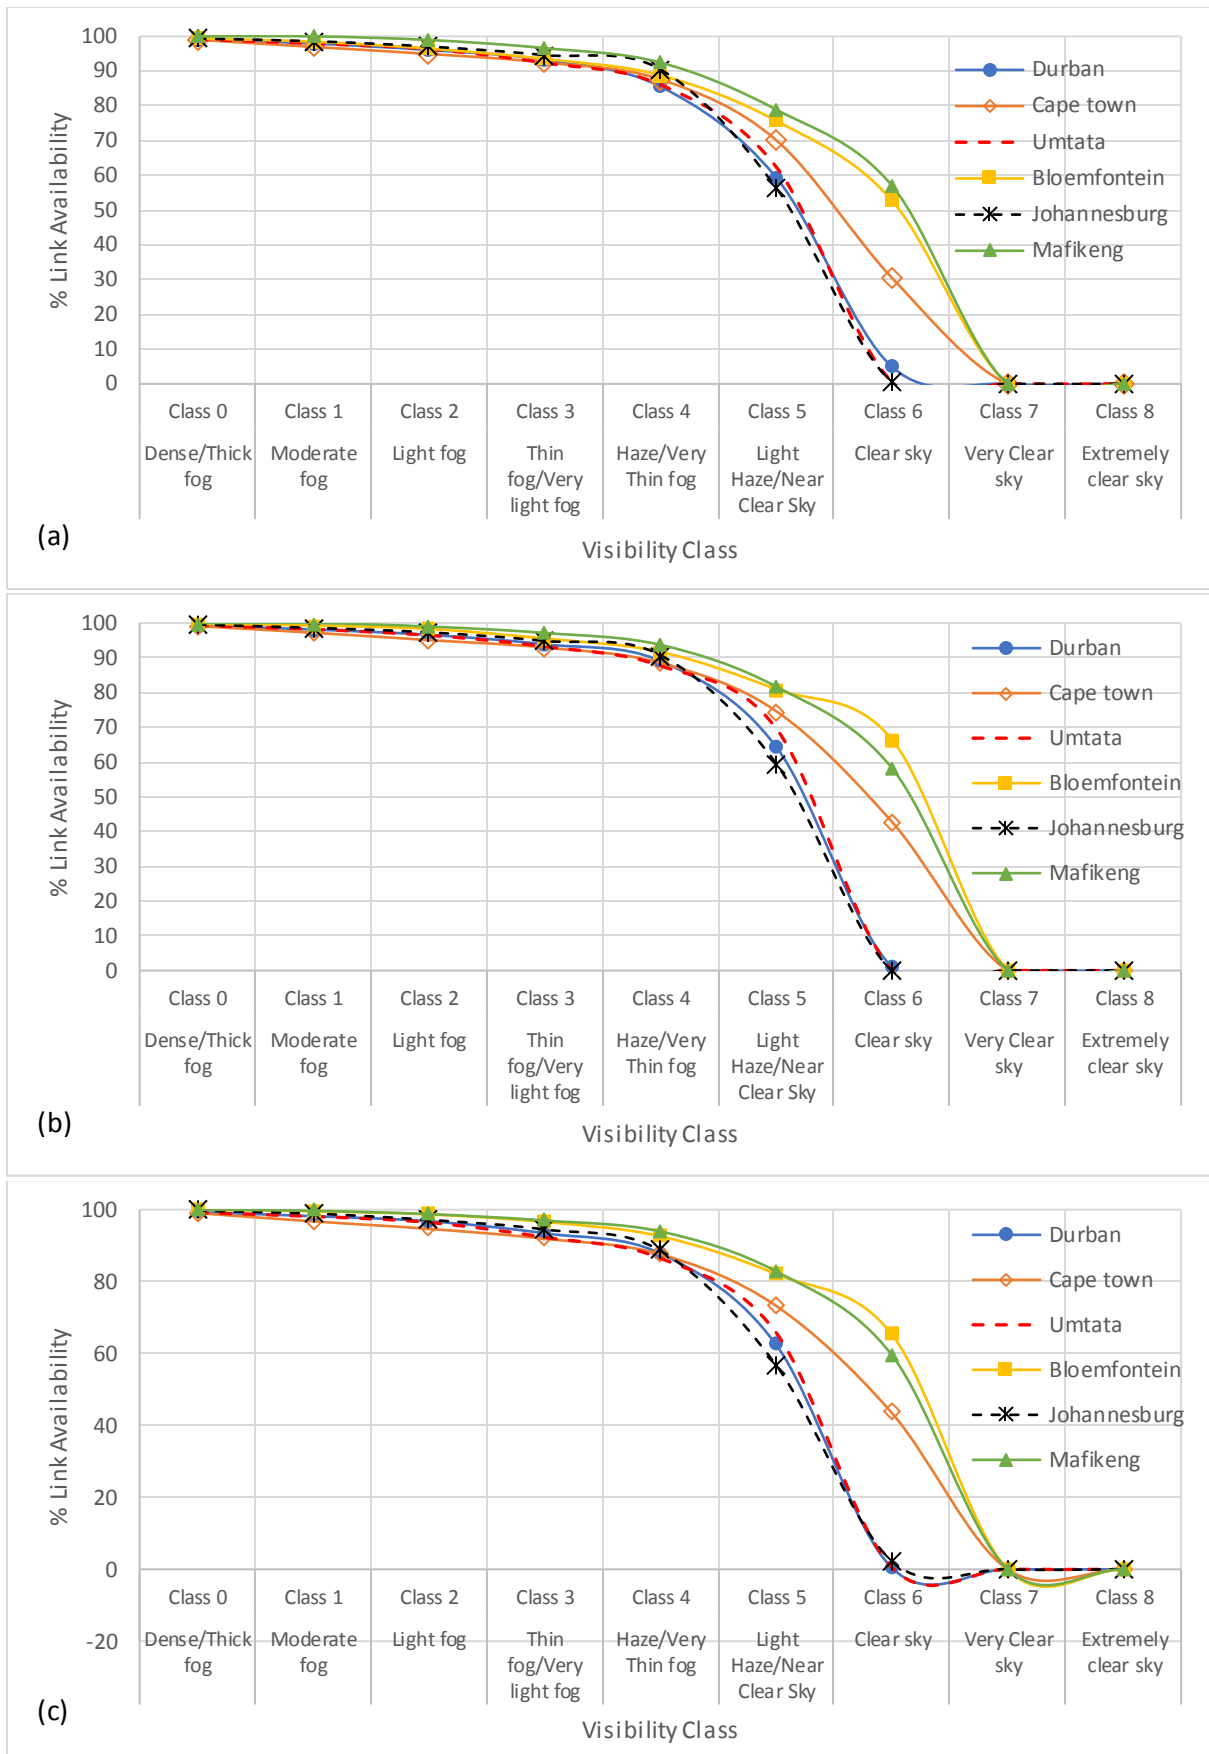 100
90
80
70
60
50
40
30
20
10
0
% Link Availability
Durban
Cape town
Umtata
Bloemfontein
Johannesburg
Mafikeng
Class 0 Class 1 Class 2 Class 3 Class 4 Class 5 Class 6 Class 7 Class 8
Dense/Thick Moderate Light fog Thin Haze/Very Light Clear sky Very Clear Extremely
fog fog fog/Very Thin fog Haze/Near sky clear sky
light fog Clear Sky
(a)
Visibility Class
100
90
80
70
60
50
40
30
20
10
0
% Link Availability
Durban
Cape town
Umtata
Bloemfontein
Johannesburg
Mafikeng
Class 0 Class 1 Class 2 Class 3 Class 4 Class 5 Class 6 Class 7 Class 8
Dense/Thick Moderate Light fog Thin Haze/Very Light Clear sky Very Clear Extremely
fog fog fog/Very Thin fog Haze/Near sky clear sky
light fog Clear Sky
(b)
Visibility Class
100
80
60
40
20
0
-20
% Link Availability
Durban
Cape town
Umtata
Bloemfontein
Johannesburg
Mafikeng
Class 0 Class 1 Class 2 Class 3 Class 4 Class 5 Class 6 Class 7 Class 8
Dense/Thick Moderate Light fog Thin Haze/Very Light Clear sky Very Clear Extremely
fog fog fog/Very Thin fog Haze/Near sky clear sky
light fog Clear Sky
(c)
Visibility Class